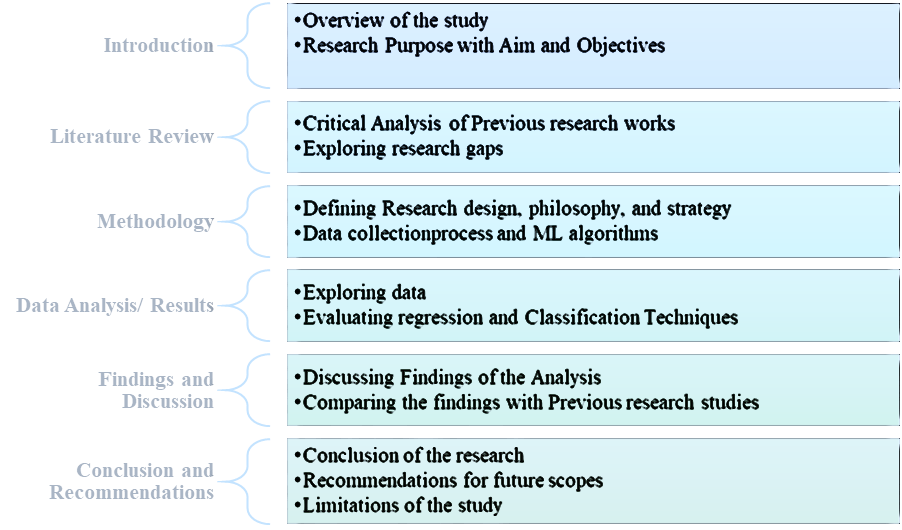 Introduction
•Overview of the study
•Research Purpose with Aim and Objectives
Literature Review
•Critical Analysis of Previous research works
•Exploring research gaps
Methodology
•Defining Research design, philosophy, and strategy
•Data collectionprocess and ML algorithms
Data Analysis/ Results
•Exploring data
•Evaluating regression and Classification Techniques
Findings and
Discussion
•Discussing Findings of the Analysis
•Comparing the findings with Previous research studies
Conclusion and
Recommendations
•Conclusion of the research
•Recommendations for future scopes
•Limitations of the study